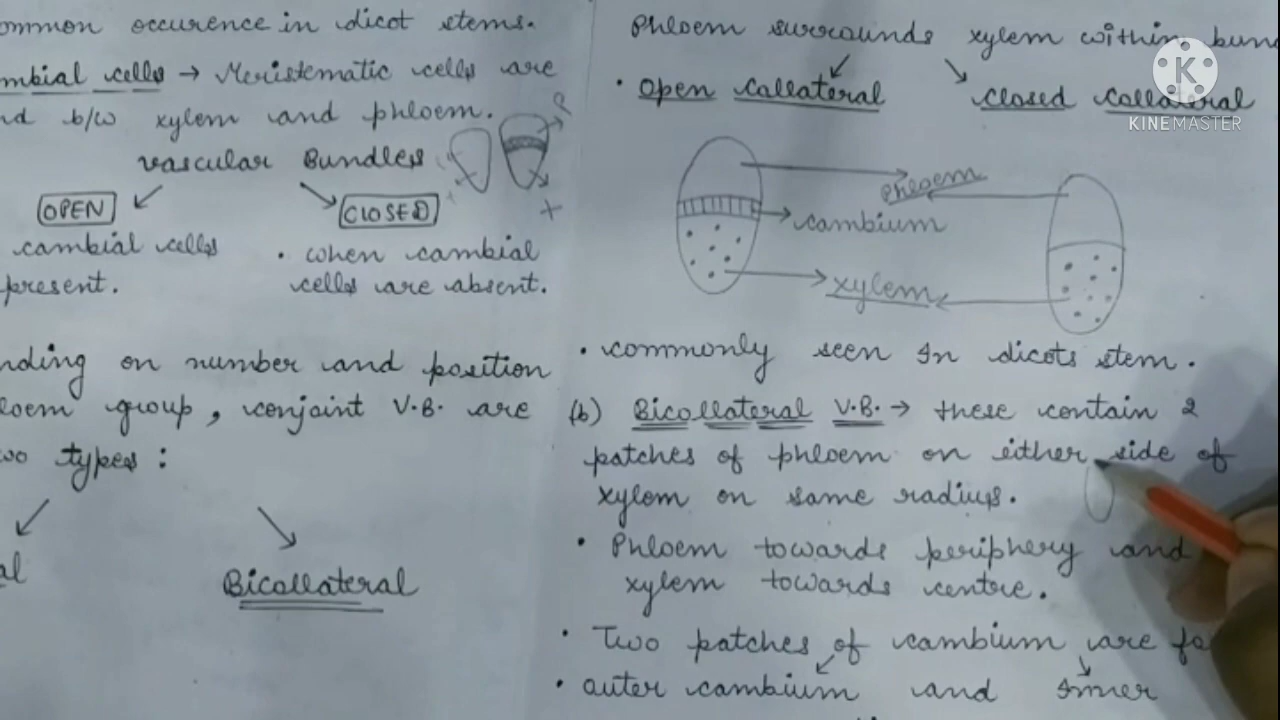 ommon occurence in dicot stems.
mbial cells → Meristematic cells are
nd b/w xylem and phloem.
vascular Bundles
P
x
OPEN
CLOSED
cambial cells
present.
. when cambial
cells are absent.
nding on number and position
loem group, conjoint V.B. are
wo types:
al
Bicollateral
Phloem surrounds xylem within bun
. Open Collateral
Closed Collateral
K
KINEMASTER
Phloem
cambium
xylem
. commonly seen In dicots stem.
(b) Bicollateral V.B. → these contain 2
patches of phloem on either side of
xylem on same radius.
• Phloem towards periphery and
xylem towards centre.
. Two patches of cambium are fo
. outer cambium and Inner